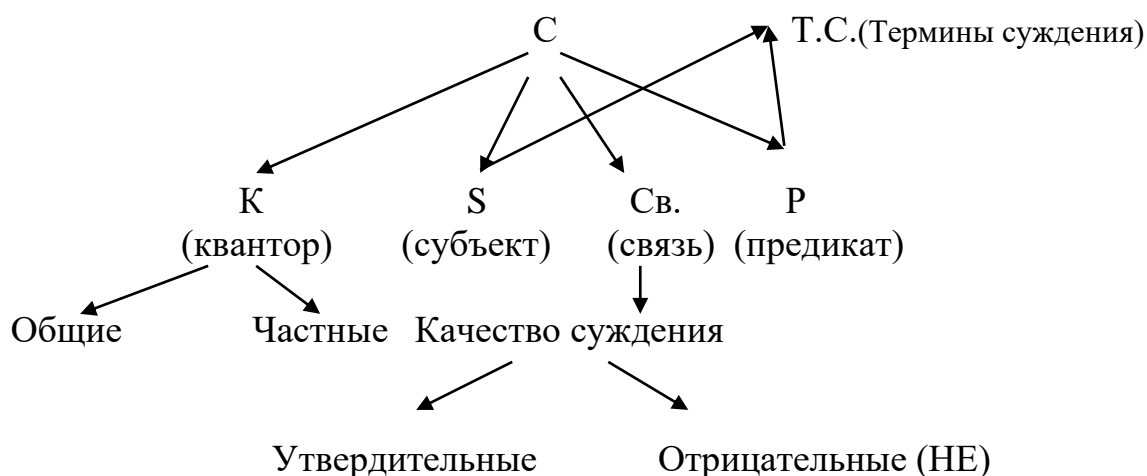 С Т.С.(Термины суждения)
К S Св. Р
(квантор) (субъект) (связь) (предикат)
Общие Частные Качество суждения
Утвердительные Отрицательные (НЕ)